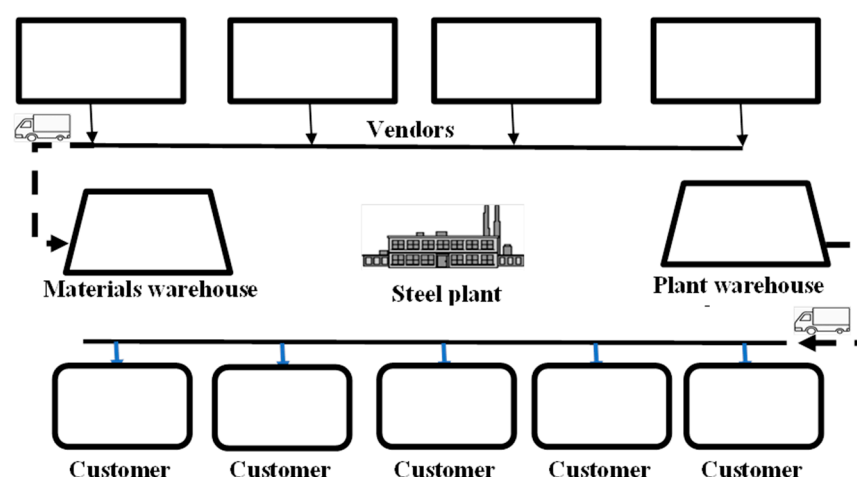 Vendors
Materials warehouse
Steel plant
Plant warehouse
Customer
Customer
Customer
Customer
Customer